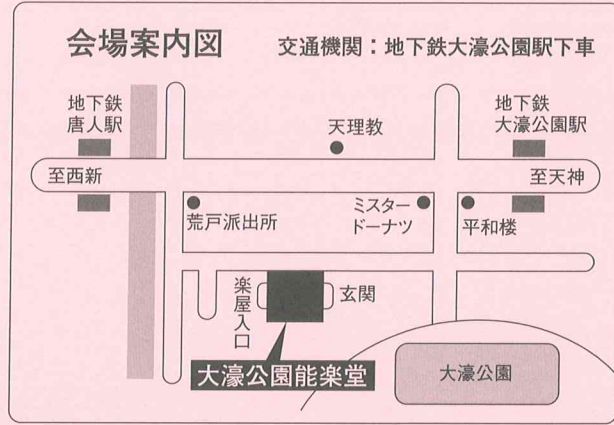 会場案内図
交通機関：地下鉄大濠公園駅下車
地下鉄
唐人駅
天理教
地下鉄
大濠公園駅
至西新
至天神
荒戸派出所
ミスター
ドーナツ
平和楼
楽屋入口
玄関
大濠公園能楽堂
大濠公園